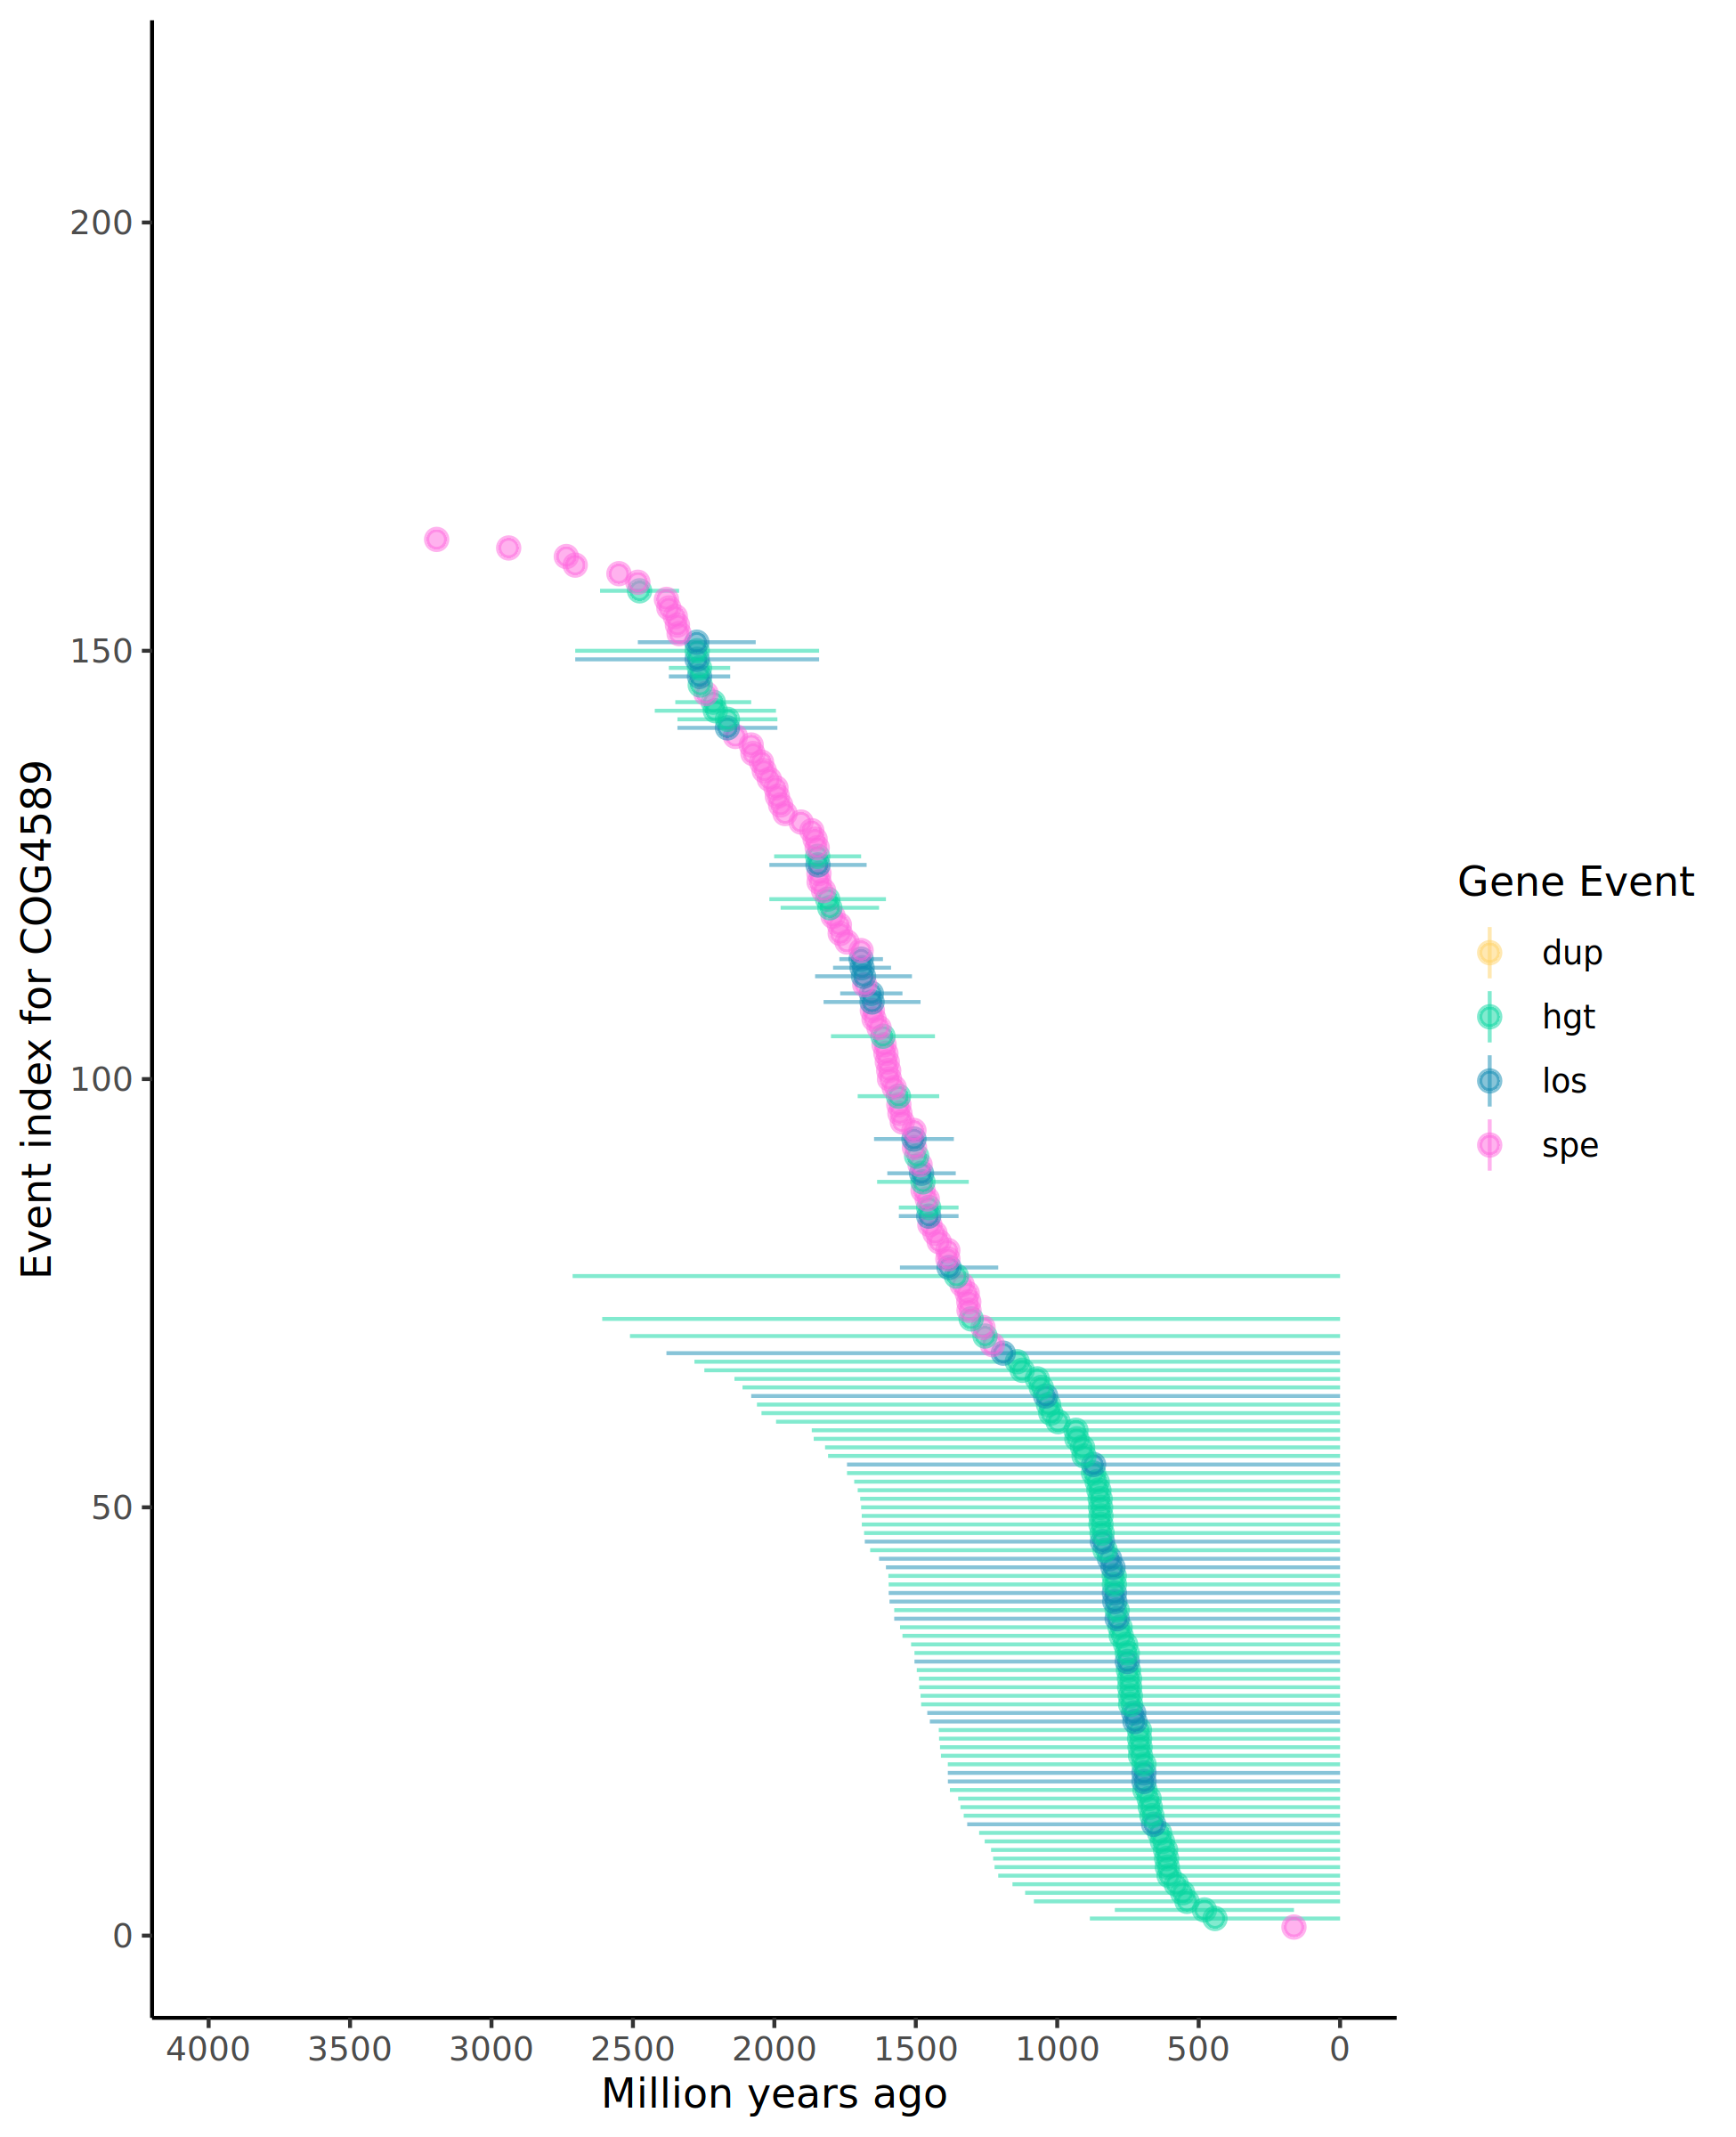 Event index for COG4589
200
150
100
50
0
4000 3500 3000 2500 2000 1500 1000 500 0
Million years ago
Gene Event
dup
hgt
los
spe